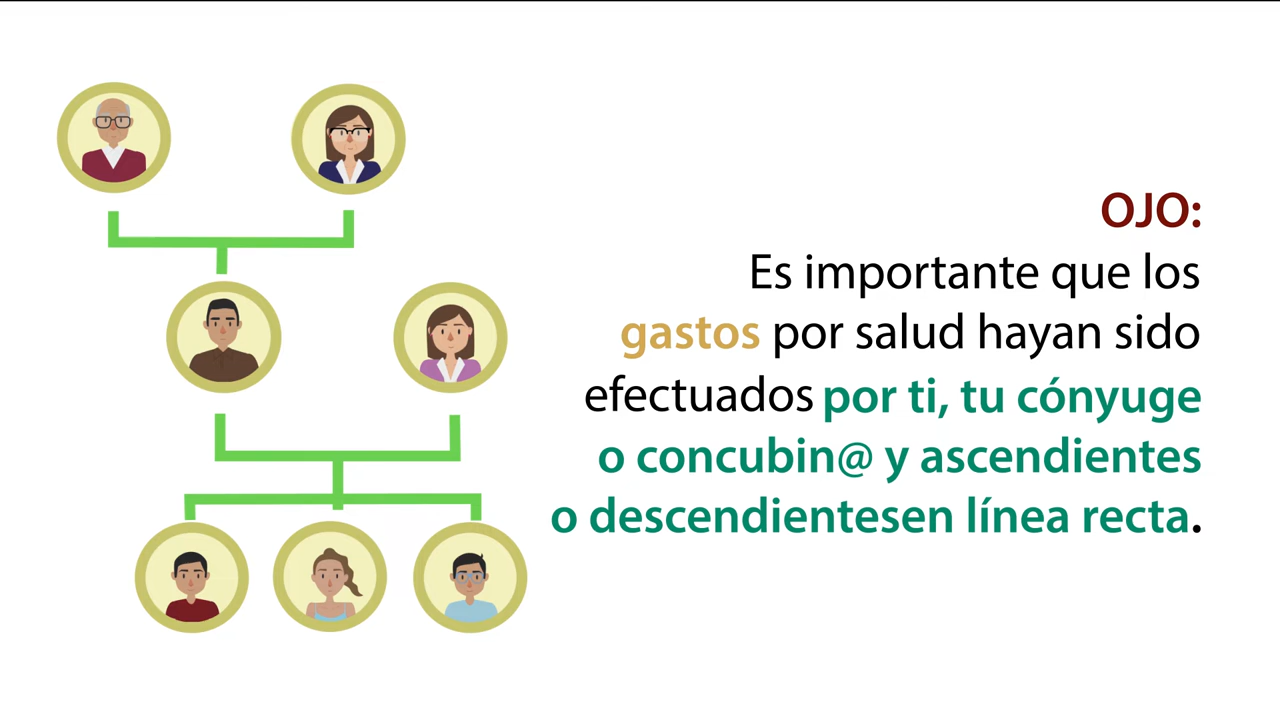 OJO:
Es importante que los
gastos por salud hayan sido
efectuados por ti, tu cónyuge
o concubin@ y ascendientes
o descendientesen línea recta.